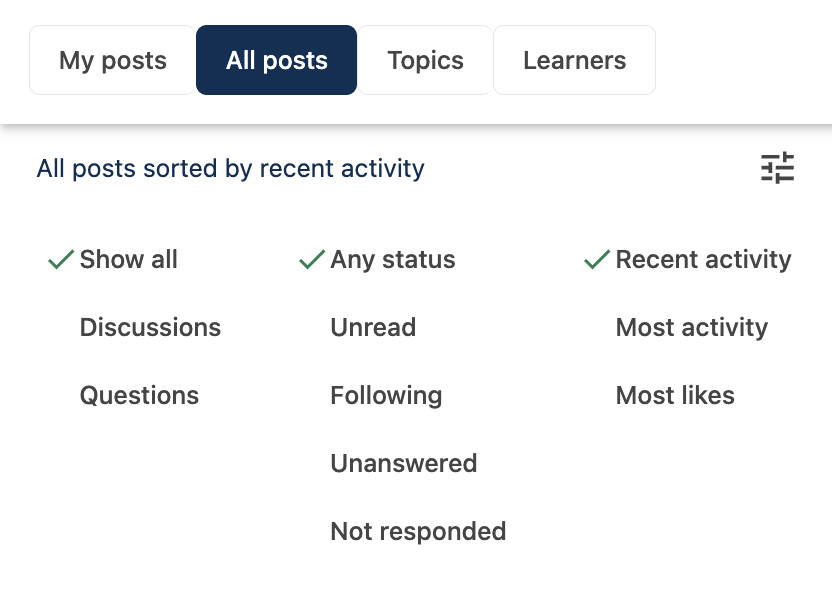 My posts
All posts
Topics
Learners
All posts sorted by recent activity
Show all
Discussions
Questions
Any status
Unread
Following
Unanswered
Not responded
Recent activity
Most activity
Most likes